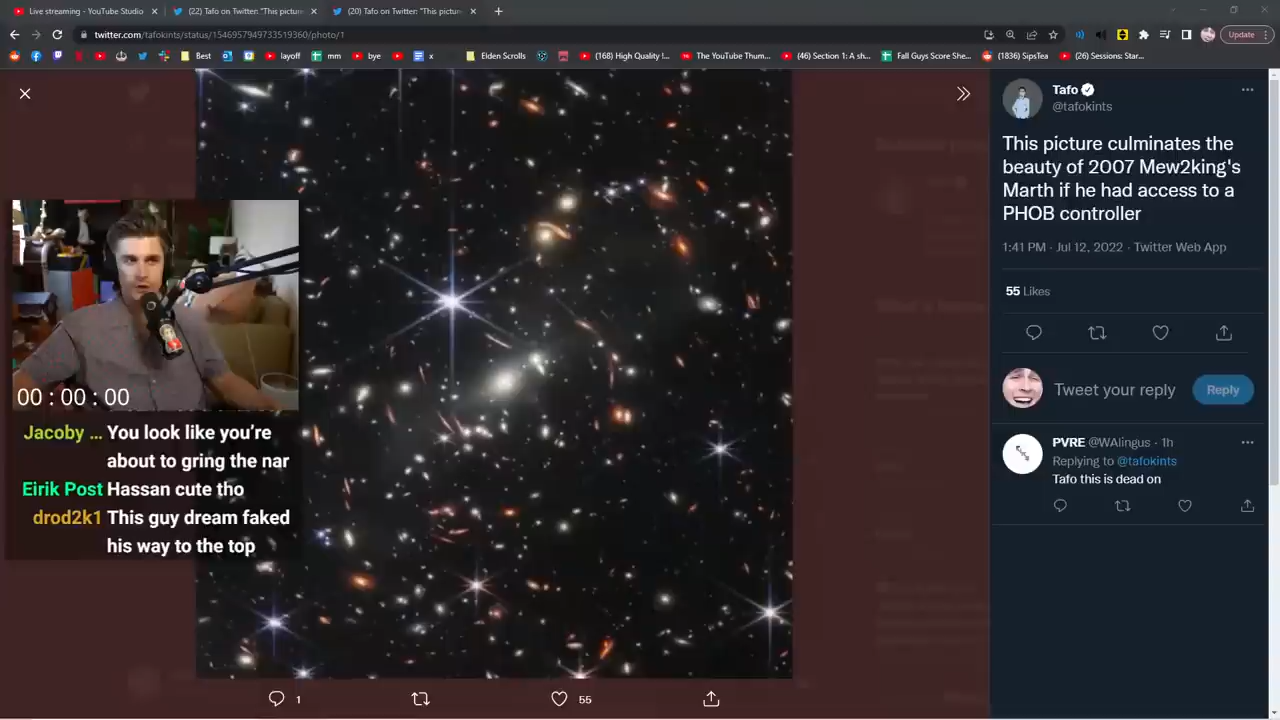 Live streaming - YouTube Studio
(22) Tafo on Twitter: "This picture
(20) Tafo on Twitter: "This picture
twitter.com/tafokints/status/1546957949733519360/photo/1
Update
Best
layoff
mm
bye
x
Elden Scrolls
(168) High Quality I...
The YouTube Thum...
(46) Section 1: A sh...
Fall Guys Score She...
(1836) SipsTea
(26) Sessions: Star...
Tafo
@tafokints
This picture culminates the
beauty of 2007 Mew2king's
Marth if he had access to a
PHOB controller
1:41 PM · Jul 12, 2022 · Twitter Web App
55 Likes
Tweet your reply
Reply
PVRE @WAlingus · 1h
Replying to @tafokints
Tafo this is dead on
00 : 00 : 00
Jacoby ... You look like you're
about to gring the nar
Eirik Post Hassan cute tho
drod2k1 This guy dream faked
his way to the top
1
55